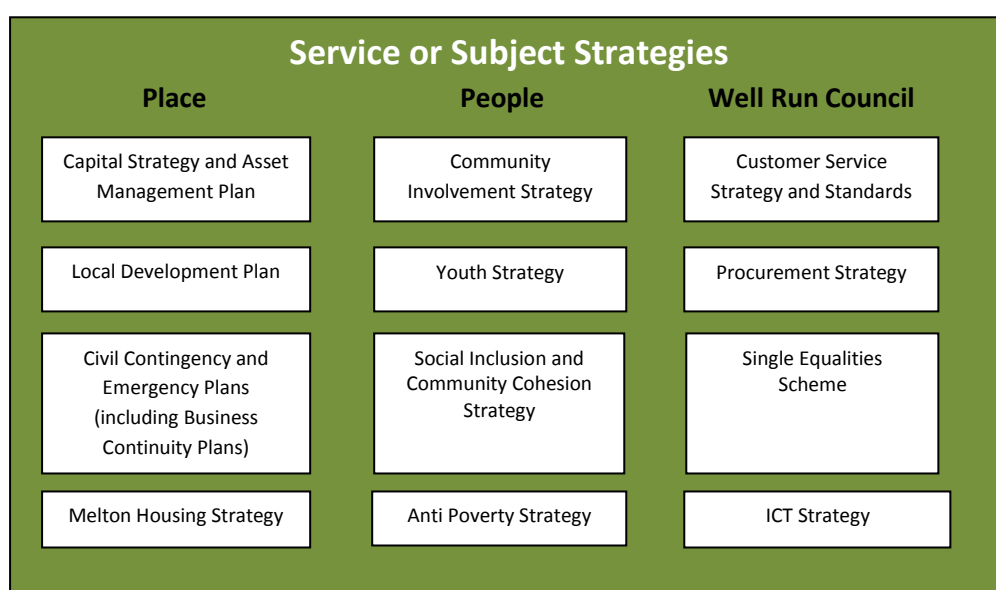 Service or Subject Strategies
Place
People
Well Run Council
Capital Strategy and Asset
Management Plan
Community
Involvement Strategy
Customer Service
Strategy and Standards
Local Development Plan
Youth Strategy
Procurement Strategy
Civil Contingency and
Emergency Plans
(including Business
Continuity Plans)
Social Inclusion and
Community Cohesion
Strategy
Single Equalities
Scheme
Melton Housing Strategy
Anti Poverty Strategy
ICT Strategy